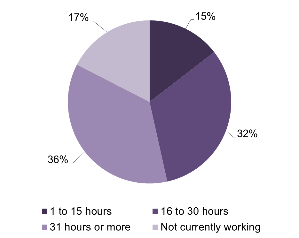 17%
15%
32%
36%
1 to 15 hours
16 to 30 hours
31 hours or more
Not currently working